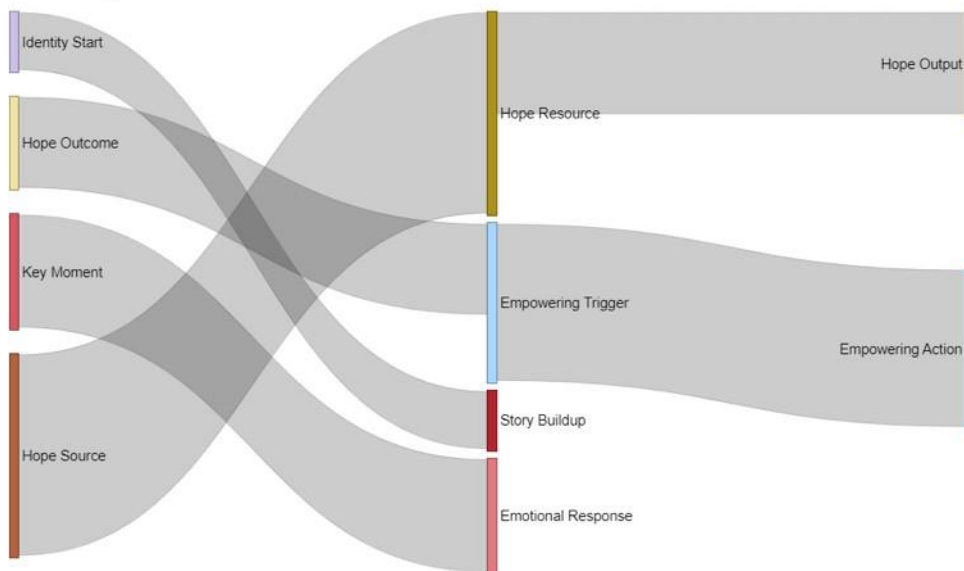 Identity Start
Hope Outcome
Key Moment
Hope Source
Hope Resource
Empowering Trigger
Story Buildup
Emotional Response
Hope Output
Empowering Action